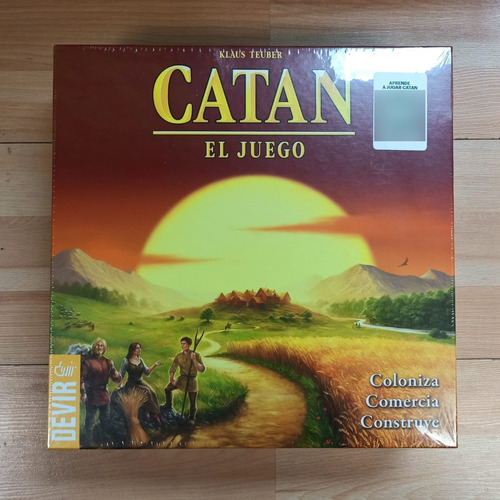 KLAUS TEUBER
CATAN
EL JUEGO
APRENDE
A JUGAR CATAN
Coloniza
Comercia
Construye
DEVIR